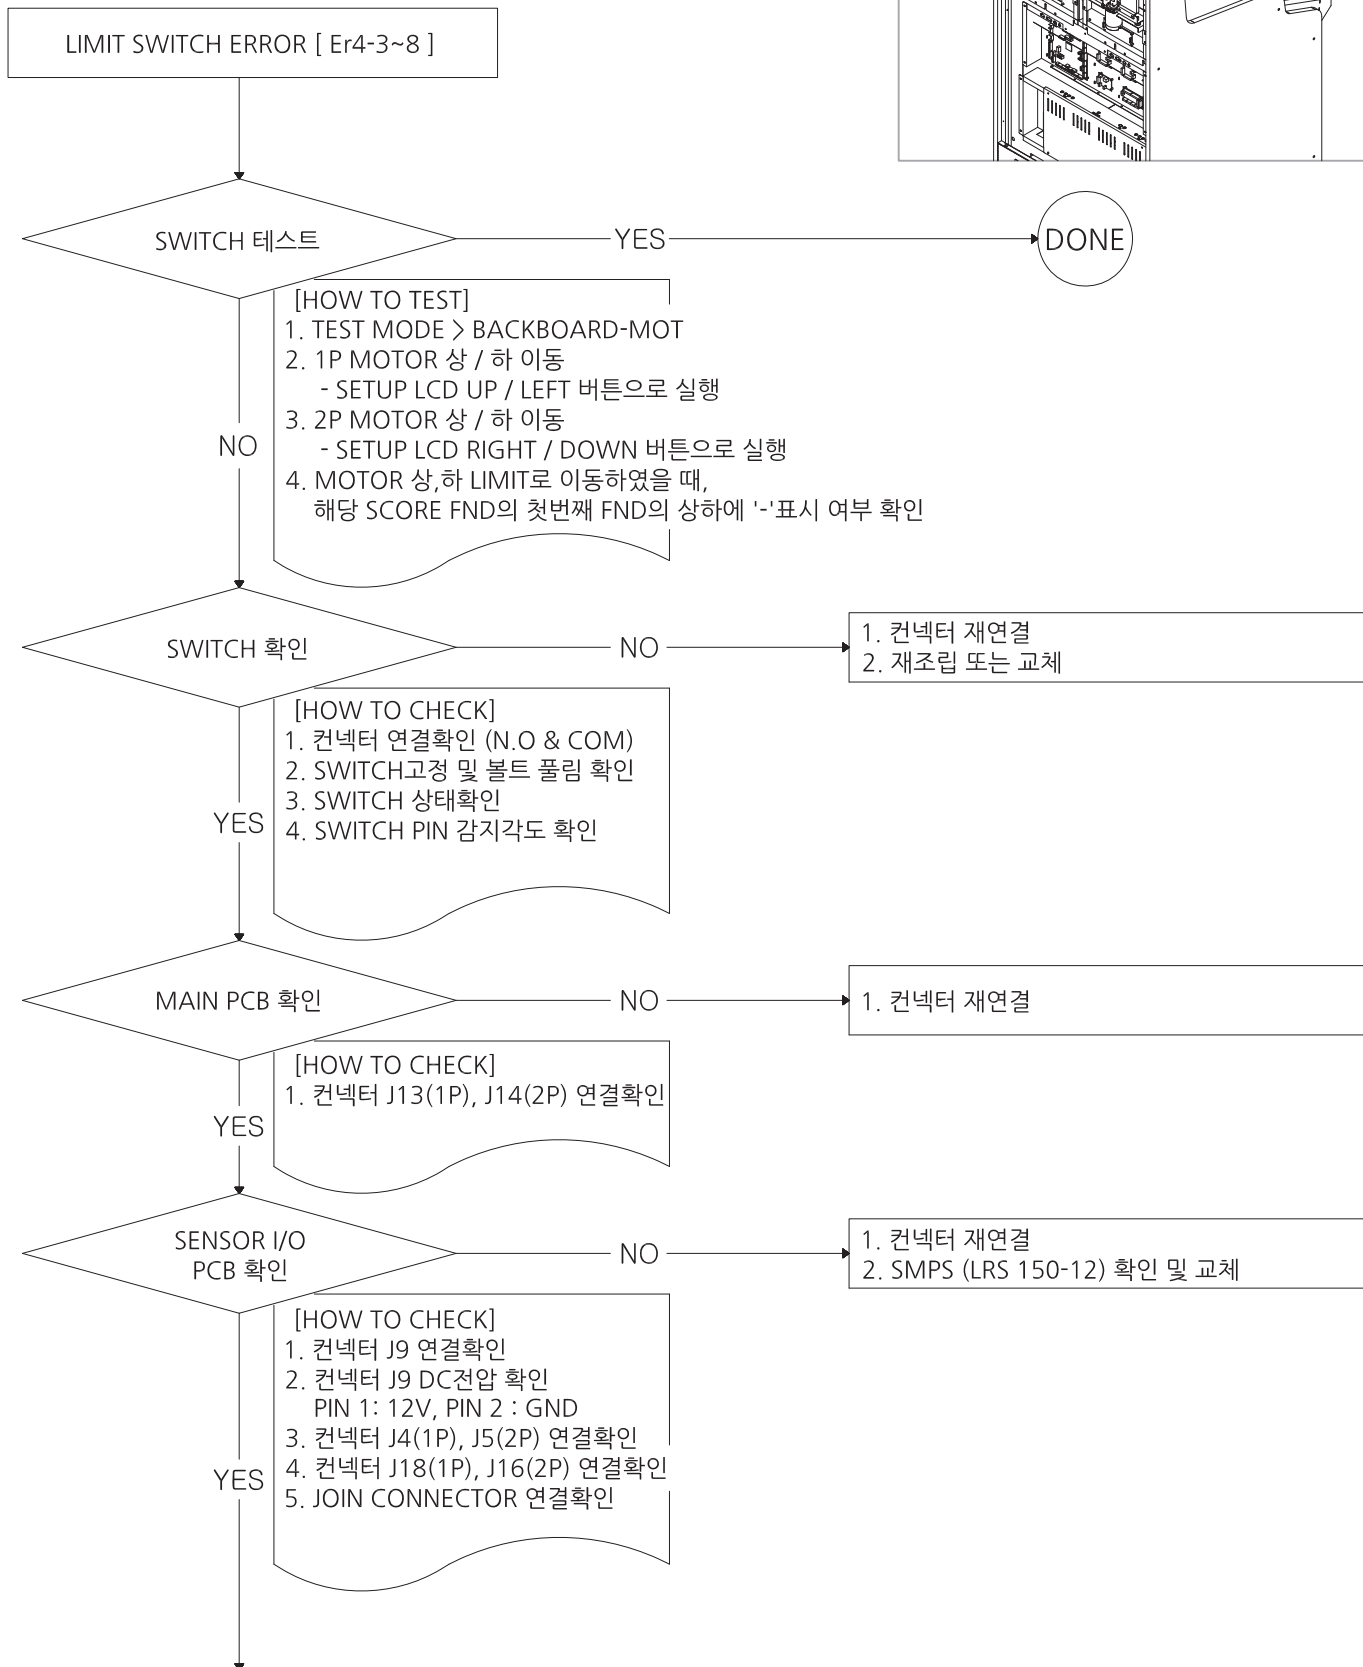 LIMIT SWITCH ERROR [ Er4-3~8 ]
SWITCH 테스트
YES
DONE
[HOW TO TEST]
1. TEST MODE > BACKBOARD-MOT
2. 1P MOTOR 상 / 하 이동
- SETUP LCD UP / LEFT 버튼으로 실행
3. 2P MOTOR 상 / 하 이동
- SETUP LCD RIGHT / DOWN 버튼으로 실행
4. MOTOR 상,하 LIMIT로 이동하였을 때,
해당 SCORE FND의 첫번째 FND의 상하에 '-'표시 여부 확인
NO
SWITCH 확인
NO
1. 컨넥터 재연결
2. 재조립 또는 교체
[HOW TO CHECK]
1. 컨넥터 연결확인 (N.O & COM)
2. SWITCH고정 및 볼트 풀림 확인
3. SWITCH 상태확인
4. SWITCH PIN 감지각도 확인
YES
MAIN PCB 확인
NO
1. 컨넥터 재연결
[HOW TO CHECK]
1. 컨넥터 J13(1P), J14(2P) 연결확인
YES
SENSOR I/O
PCB 확인
NO
1. 컨넥터 재연결
2. SMPS (LRS 150-12) 확인 및 교체
[HOW TO CHECK]
1. 컨넥터 J9 연결확인
2. 컨넥터 J9 DC전압 확인
PIN 1: 12V, PIN 2 : GND
3. 컨넥터 J4(1P), J5(2P) 연결확인
4. 컨넥터 J18(1P), J16(2P) 연결확인
5. JOIN CONNECTOR 연결확인
YES